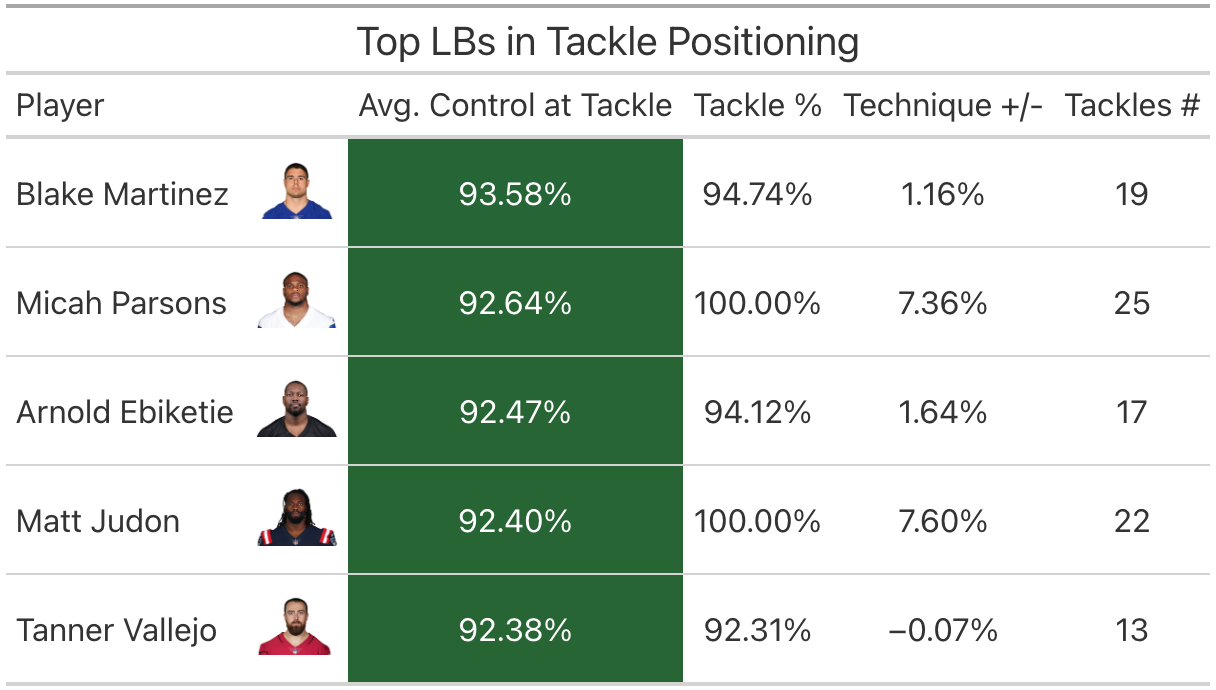 Top LBs in Tackle Positioning
Player Avg. Control at Tackle Tackle % Technique +/- Tackles #
Blake Martinez 93.58% 94.74% 1.16% 19
Micah Parsons 92.64% 100.00% 7.36% 25
Arnold Ebiketie 92.47% 94.12% 1.64% 17
Matt Judon 92.40% 100.00% 7.60% 22
Tanner Vallejo 92.38% 92.31% −0.07% 13